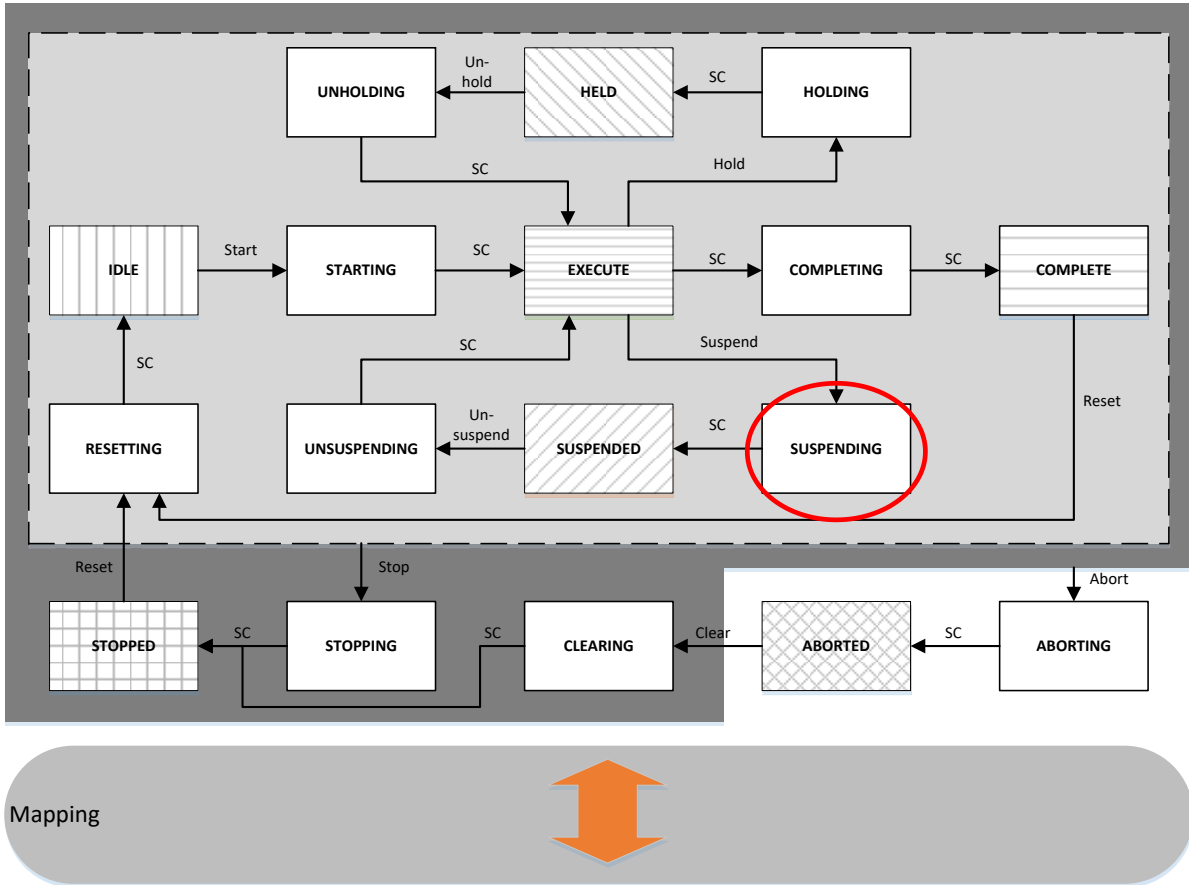 Un-
hold
SC
UNHOLDING
HELD
HOLDING
SC
Hold
Start
SC
SC
SC
IDLE
STARTING
EXECUTE
COMPLETING
COMPLETE
SC
SC
Suspend
Reset
Un-
suspend
SC
RESETTING
UNSUSPENDING
SUSPENDED
SUSPENDING
Reset
Stop
Abort
SC
SC
Clear
SC
STOPPED
STOPPING
CLEARING
ABORTED
ABORTING
Mapping